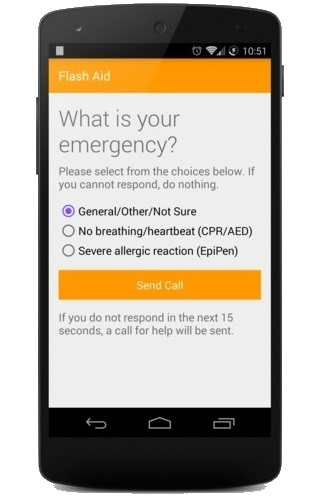 10:51
Flash Aid
What is your
emergency?
Please select from the choices below. If
you cannot respond, do nothing.
General/Other/Not Sure
No breathing/heartbeat (CPR/AED)
Severe allergic reaction (EpiPen)
Send Call
If you do not respond in the next 15
seconds, a call for help will be sent.